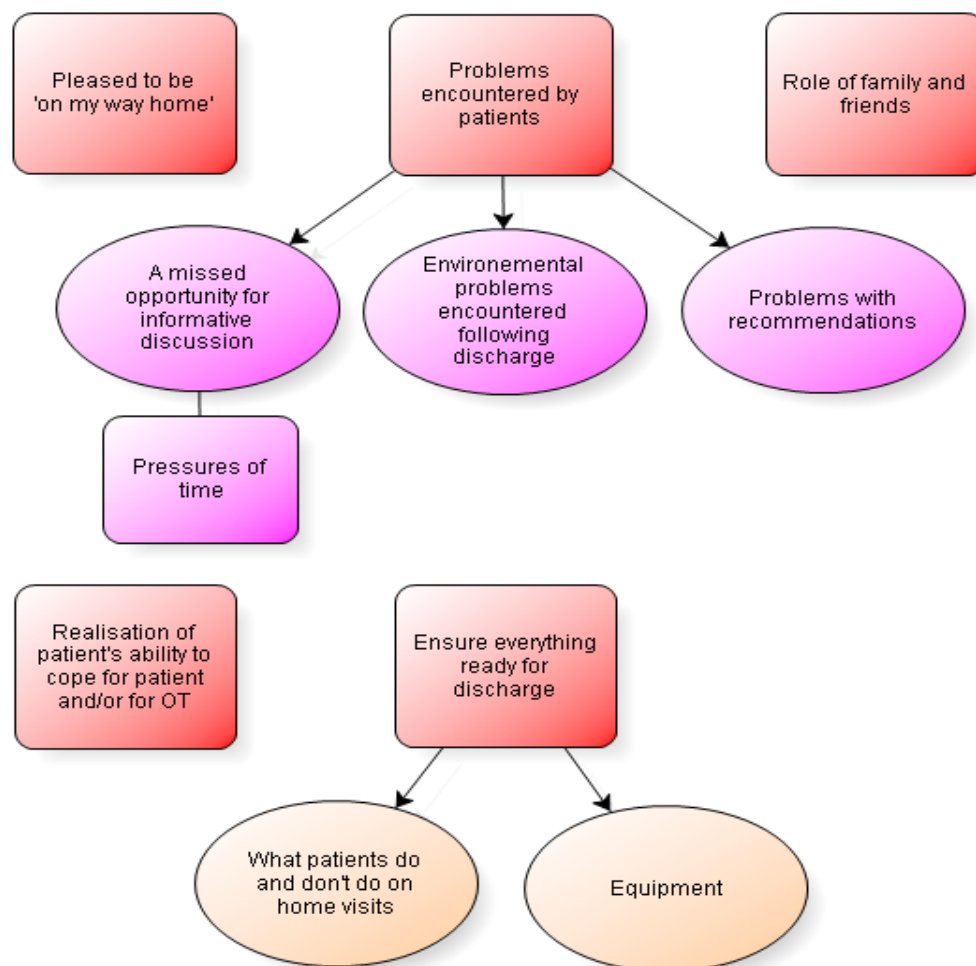 Pleased to be
'on my way home'
Problems
encountered by
patients
Role of family and
friends
A missed
opportunity for
informative
discussion
Environemental
problems
encountered
following
discharge
Problems with
recommendations
Pressures of
time
Realisation of
patient's ability to
cope for patient
and/or for OT
Ensure everything
ready for
discharge
What patients do
and don't do on
home visits
Equipment